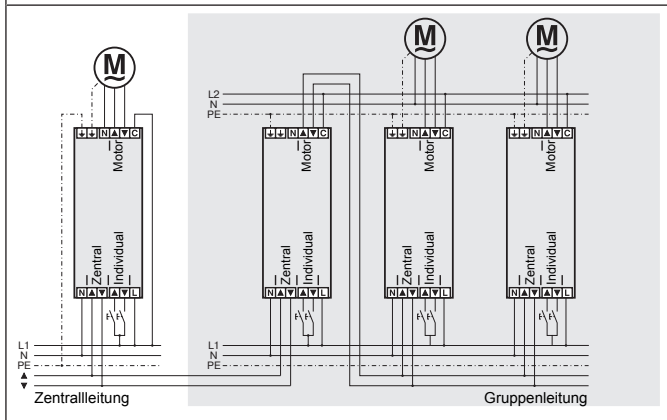 M
M
M
L2
N
PE
N ▲ ▼ C
N ▲ ▼ C
N ▲ ▼ C
N ▲ ▼ C
Motor
Motor
Motor
Motor
Zentral
Individual
Zentral
Individual
Zentral
Individual
Zentral
Individual
N ▲ ▼ ▲ ▼ L
N ▲ ▼ ▲ ▼ L
N ▲ ▼ ▲ ▼ L
N ▲ ▼ ▲ ▼ L
L1
N
PE
▲
▼
L1
N
PE
Zentralleitung
Gruppenleitung